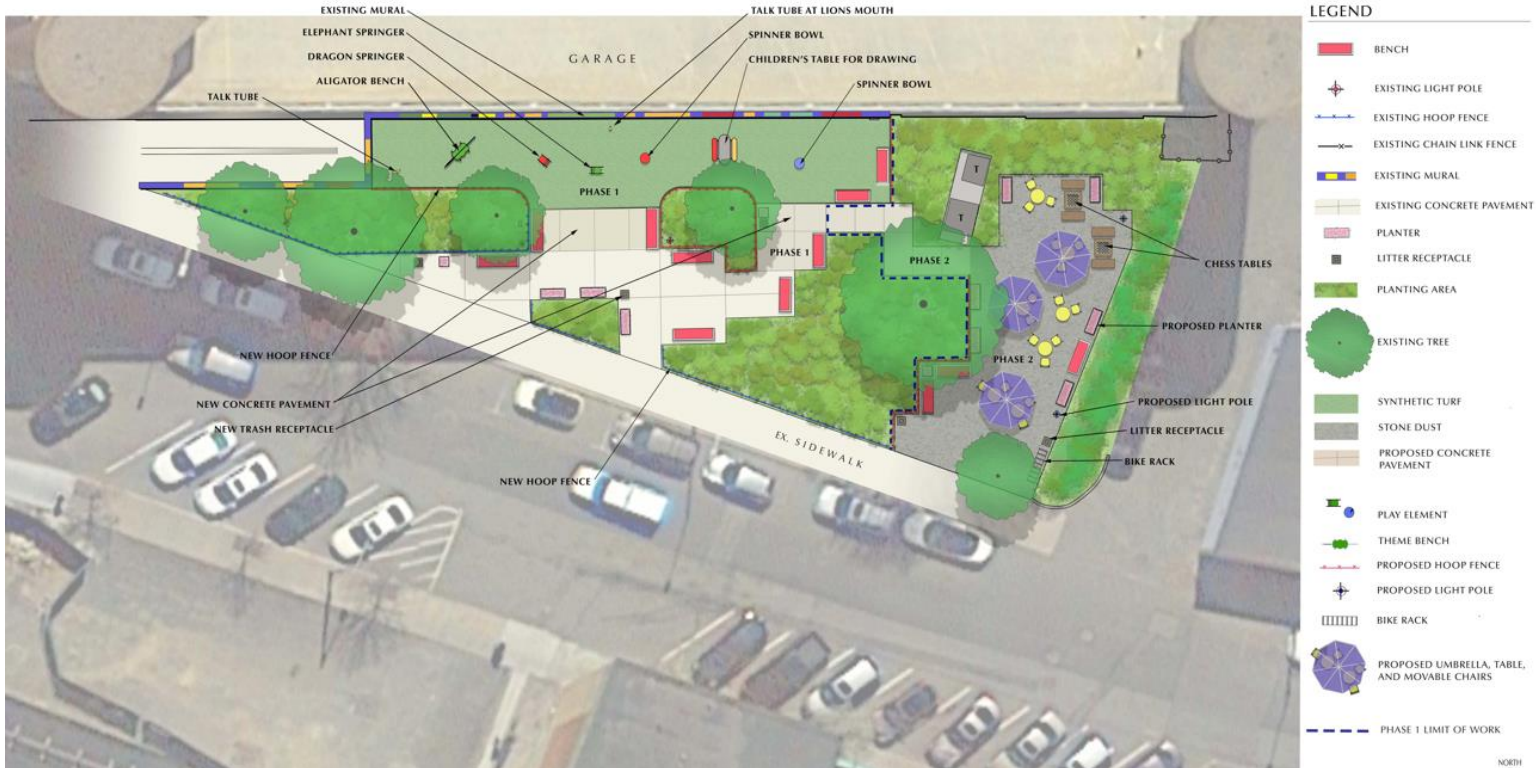 EXISTING MURAL
ELEPHANT SPRINGER
DRAGON SPRINGER
ALIGATOR BENCH
TALK TUBE
GARAGE
TALK TUBE AT LIONS MOUTH
SPINNER BOWL
CHILDREN'S TABLE FOR DRAWING
SPINNER BOWL
PHASE 1
T
T
PHASE 1
PHASE 2
CHESS TABLES
PROPOSED PLANTER
PHASE 2
NEW HOOP FENCE
NEW CONCRETE PAVEMENT
NEW TRASH RECEPTACLE
NEW HOOP FENCE
EX. SIDEWALK
PROPOSED LIGHT POLE
LITTER RECEPTACLE
BIKE RACK
LEGEND
BENCH
EXISTING LIGHT POLE
EXISTING HOOP FENCE
EXISTING CHAIN LINK FENCE
EXISTING MURAL
EXISTING CONCRETE PAVEMENT
PLANTER
LITTER RECEPTACLE
PLANTING AREA
EXISTING TREE
SYNTHETIC TURF
STONE DUST
PROPOSED CONCRETE
PAVEMENT
PLAY ELEMENT
THEME BENCH
PROPOSED HOOP FENCE
PROPOSED LIGHT POLE
BIKE RACK
PROPOSED UMBRELLA, TABLE,
AND MOVABLE CHAIRS
PHASE 1 LIMIT OF WORK
NORTH